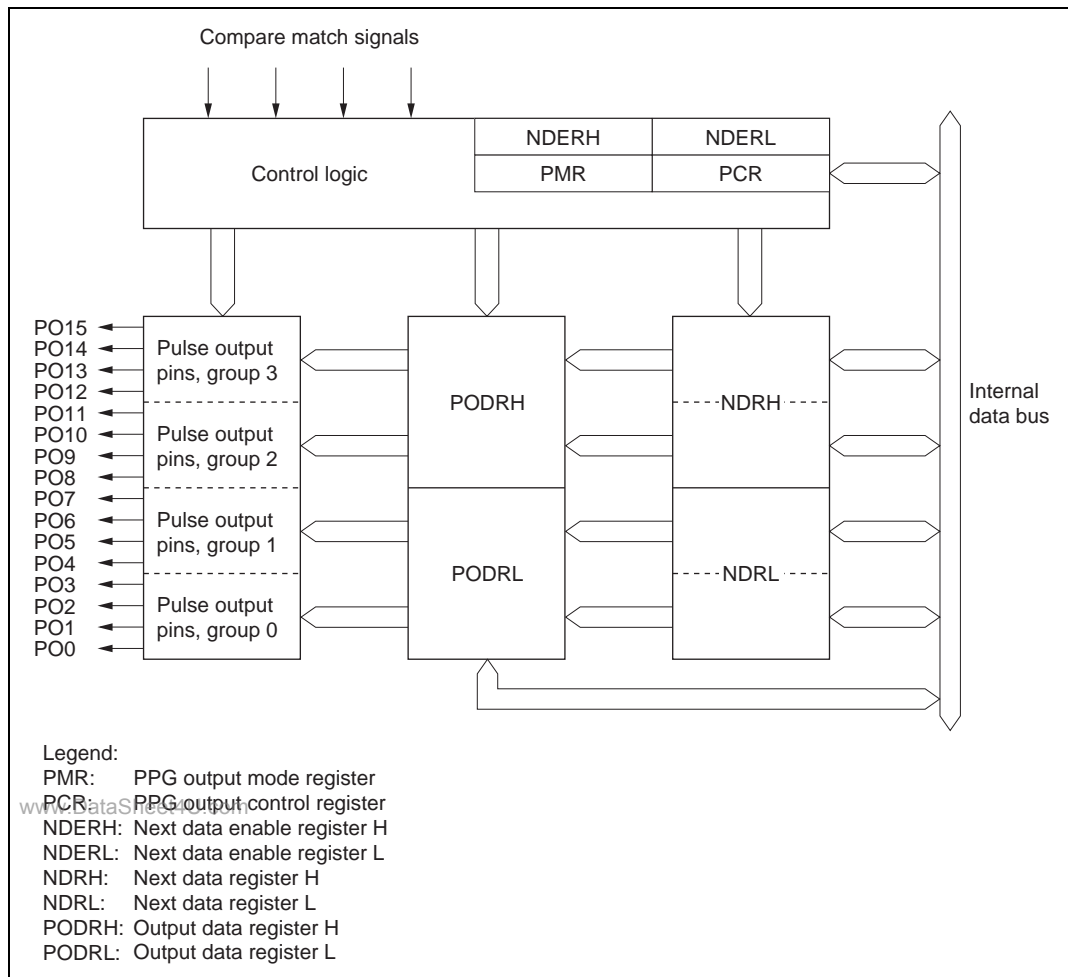 Compare match signals
NDERH NDERL
Control logic PMR PCR
PO15
PO14
PO13
PO12
PO11
PO10
PO9
PO8
PO7
PO6
PO5
PO4
PO3
PO2
PO1
PO0
Pulse output
pins, group 3
Pulse output
pins, group 2
Pulse output
pins, group 1
Pulse output
pins, group 0
PODRH
PODRL
NDRH
NDRL
Internal
data bus
Legend:
PMR: PPG output mode register
PCR: PPG output control register
www.DataSheet4U.com
NDERH: Next data enable register H
NDERL: Next data enable register L
NDRH: Next data register H
NDRL: Next data register L
PODRH: Output data register H
PODRL: Output data register L